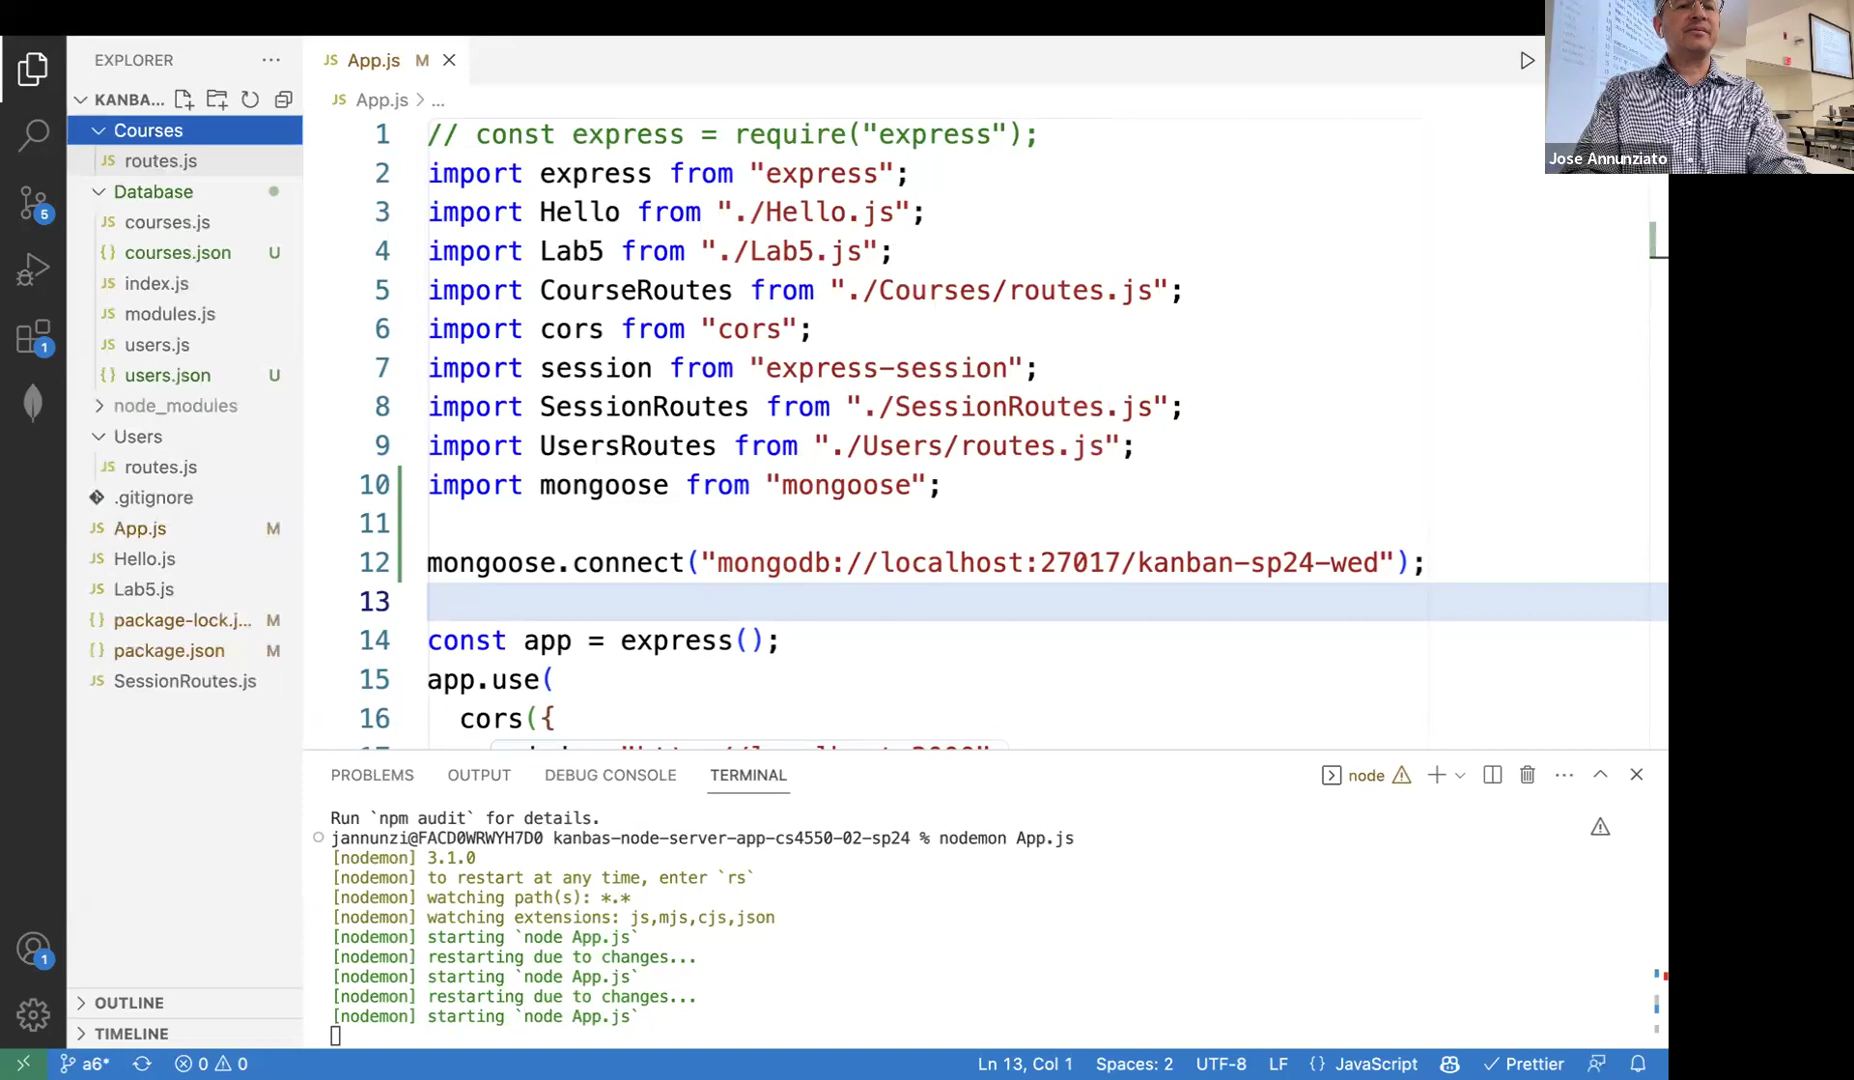 EXPLORER
KANBA...
Courses
routes.js
Database
courses.js
courses.json U
index.js
modules.js
users.js
users.json U
node_modules
Users
routes.js
.gitignore
App.js M
Hello.js
Lab5.js
package-lock.j... M
package.json M
SessionRoutes.js
OUTLINE
TIMELINE
5
1
1
JS App.js M
JS App.js > ...
1 // const express = require("express");
2 import express from "express";
3 import Hello from "./Hello.js";
4 import Lab5 from "./Lab5.js";
5 import CourseRoutes from "./Courses/routes.js";
6 import cors from "cors";
7 import session from "express-session";
8 import SessionRoutes from "./SessionRoutes.js";
9 import UsersRoutes from "./Users/routes.js";
10 import mongoose from "mongoose";
11
12 mongoose.connect("mongodb://localhost:27017/kanban-sp24-wed");
13
14 const app = express();
15 app.use(
16 cors({
Jose Annunziato
PROBLEMS OUTPUT DEBUG CONSOLE TERMINAL node
Run `npm audit` for details.
jannunzi@FACD0WRWYH7D0 kanbas-node-server-app-cs4550-02-sp24 % nodemon App.js
[nodemon] 3.1.0
[nodemon] to restart at any time, enter `rs`
[nodemon] watching path(s): *.*
[nodemon] watching extensions: js,mjs,cjs,json
[nodemon] starting `node App.js`
[nodemon] restarting due to changes...
[nodemon] starting `node App.js`
[nodemon] restarting due to changes...
[nodemon] starting `node App.js`
a6* 0 0 Ln 13, Col 1 Spaces: 2 UTF-8 LF {} JavaScript Prettier